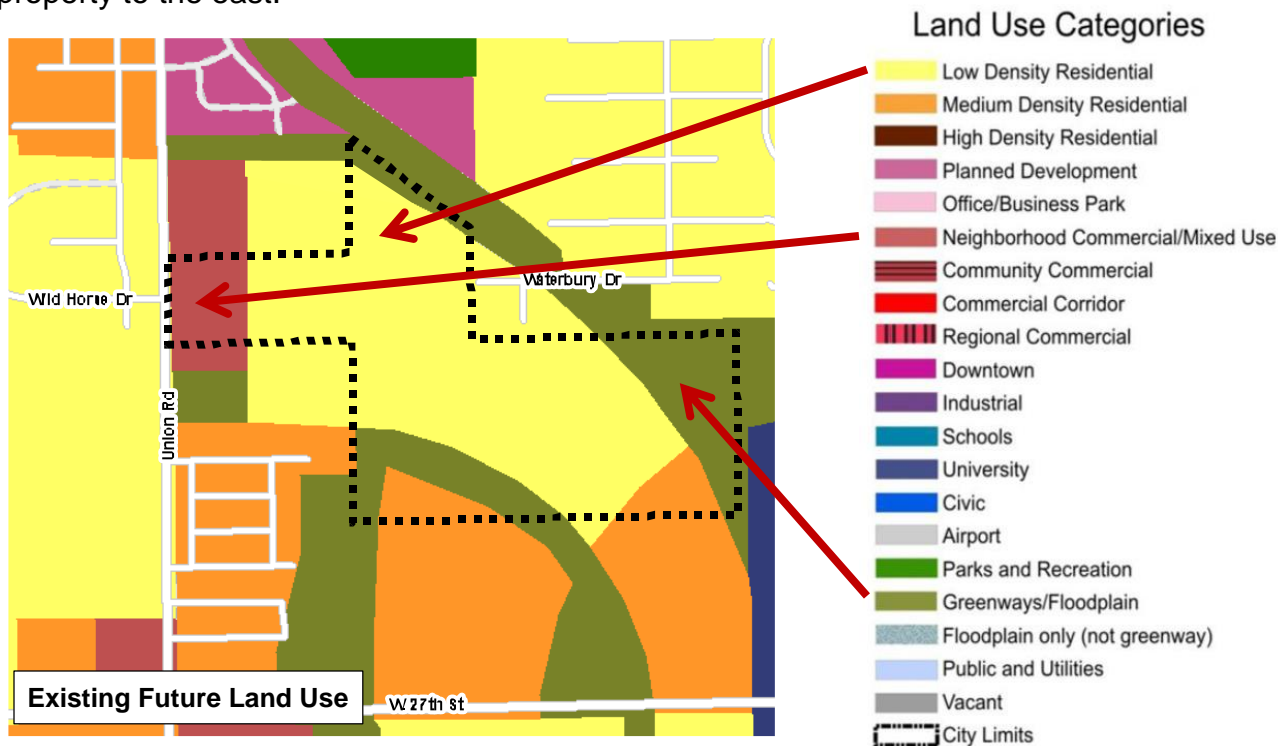 property to the east.
Land Use Categories
Low Density Residential
Medium Density Residential
High Density Residential
Planned Development
Office/Business Park
Neighborhood Commercial/Mixed Use
Community Commercial
Commercial Corridor
Regional Commercial
Downtown
Industrial
Schools
University
Civic
Airport
Parks and Recreation
Greenways/Floodplain
Floodplain only (not greenway)
Public and Utilities
Vacant
City Limits
Wild Horse Dr
Waterbury Dr
Union Rd
W 27th St
Existing Future Land Use